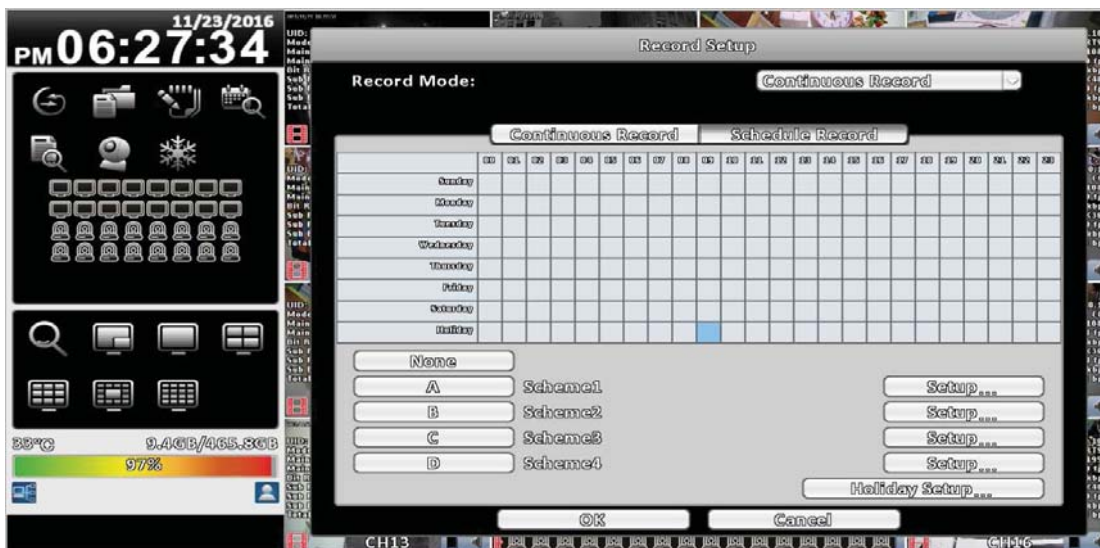 11/23/2016
PM 06:27:34
33°C 9.4GB/465.8GB
97%
Record Setup
Record Mode: Continuous Record
Continuous Record Schedule Record
00 01 02 03 04 05 06 07 08 09 10 11 12 13 14 15 16 17 18 19 20 21 22 23
Sunday
Monday
Tuesday
Wednesday
Thursday
Friday
Saturday
Holiday
None
A Scheme1 Setup...
B Scheme2 Setup...
C Scheme3 Setup...
D Scheme4 Setup...
Holiday Setup...
OK Cancel
CH13 CH16